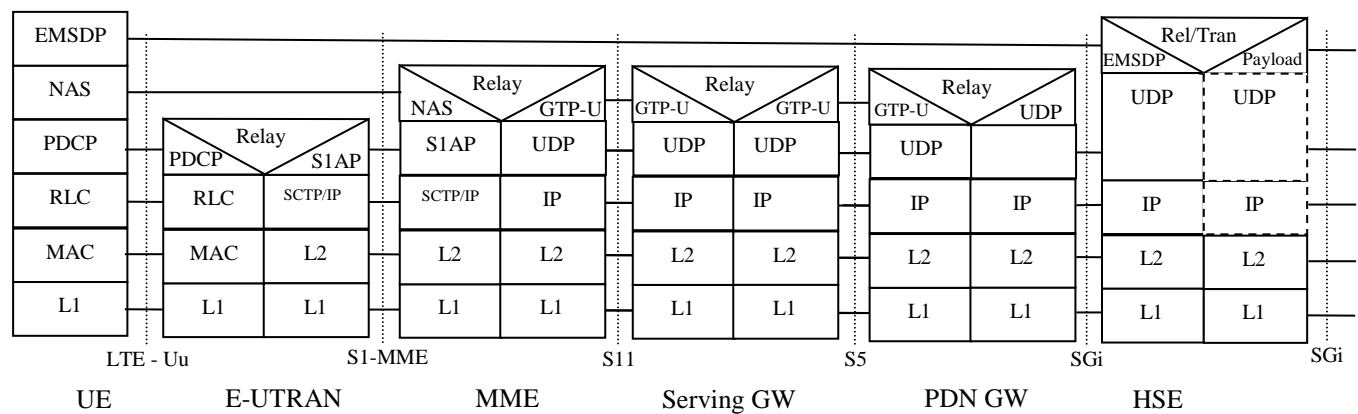 EMSDP
NAS
PDCP
RLC
MAC
L1
Relay
PDCP
S1AP
RLC
SCTP/IP
MAC
L2
L1
L1
Relay
NAS
GTP-U
S1AP
UDP
SCTP/IP
IP
L2
L2
L1
L1
Relay
GTP-U
GTP-U
UDP
UDP
IP
IP
L2
L2
L1
L1
Relay
GTP-U
UDP
UDP
IP
IP
L2
L2
L1
L1
Rel/Tran
EMSDP
Payload
UDP
UDP
IP
IP
L2
L2
L1
L1
LTE - Uu
S1-MME
S11
S5
SGi
SGi
UE
E-UTRAN
MME
Serving GW
PDN GW
HSE